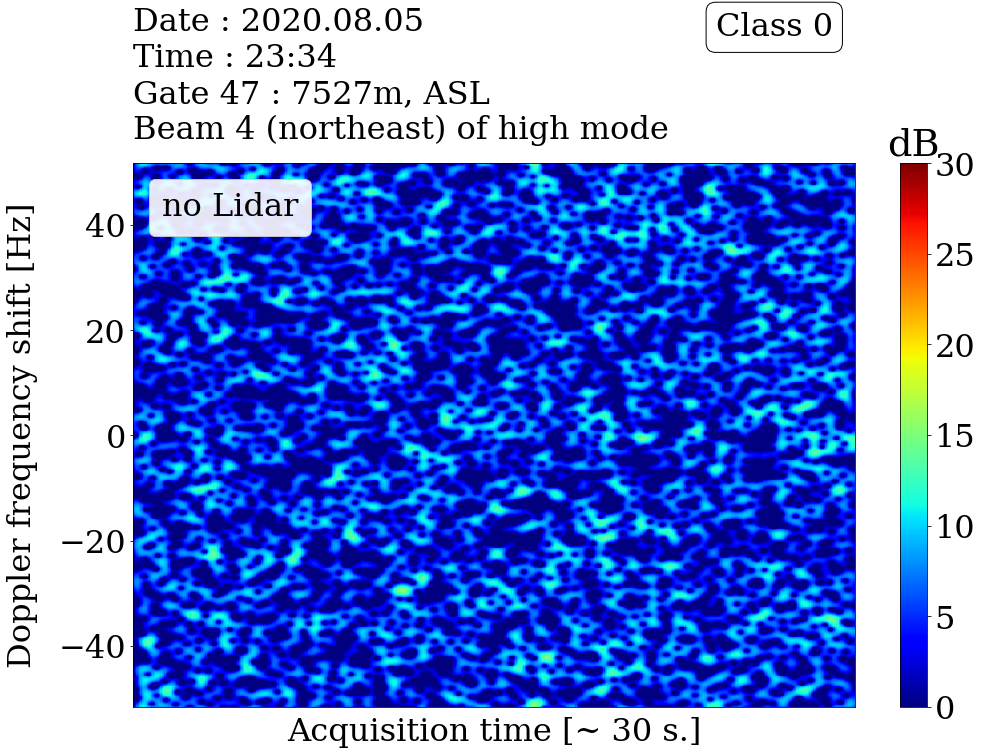 Date : 2020.08.05
Time : 23:34
Gate 47 : 7527m, ASL
Beam 4 (northeast) of high mode
Class 0
dB
no Lidar
Doppler frequency shift [Hz]
40
20
0
−20
−40
30
25
20
15
10
5
0
Acquisition time [~ 30 s.]